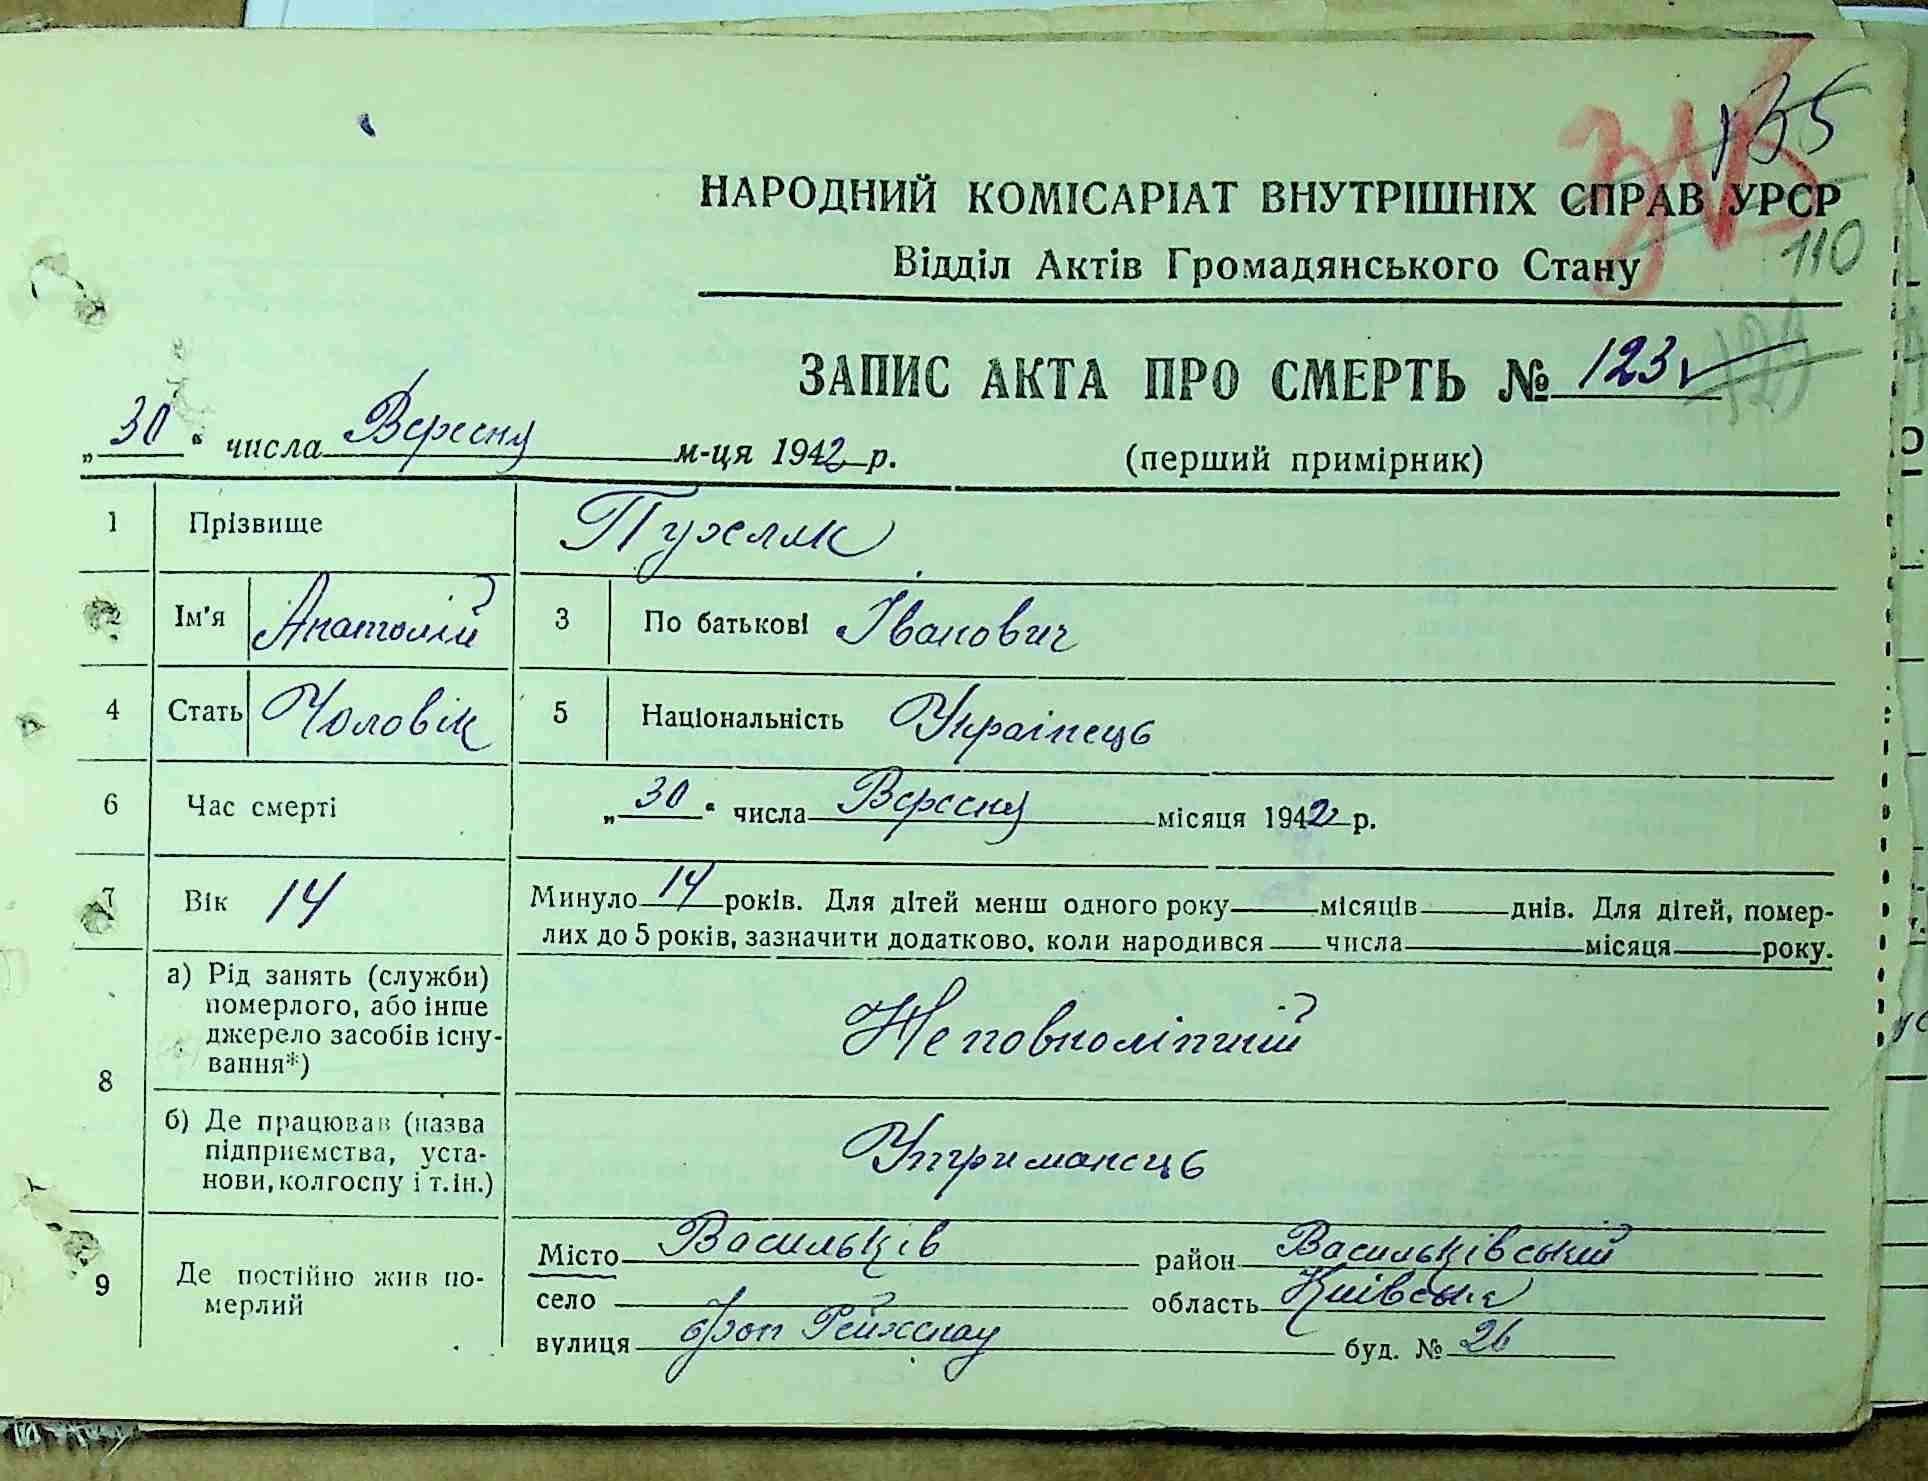 135
НАРОДНИЙ КОМІСАРІАТ ВНУТРІШНІХ СПРАВ УРСР
110
Відділ Актів Громадянського Стану
ЗАПИС АКТА ПРО СМЕРТЬ № 123
„30“ числа Вересня м-ця 1942 р. (перший примірник)
1 Прізвище Пухляк
2 Ім'я Анатолій 3 По батькові Іванович
4 Стать Чоловік 5 Національність Українець
6 Час смерті „30“ числа Вересня місяця 1942 р.
7 Вік 14 Минуло 14 років. Для дітей менш одного року місяців днів. Для дітей, помер-
лих до 5 років, зазначити додатково, коли народився числа місяця року.
8 а) Рід занять (служби)
померлого, або інше
джерело засобів існу-
вання*)
Неповнолітній
б) Де працював (назва
підприємства, уста-
нови, колгоспу і т.ін.)
Утриманець
9 Де постійно жив по-
мерлий
Місто Васильків район Васильківський
село область Київська
вулиця фон Рейхенау буд. № 26